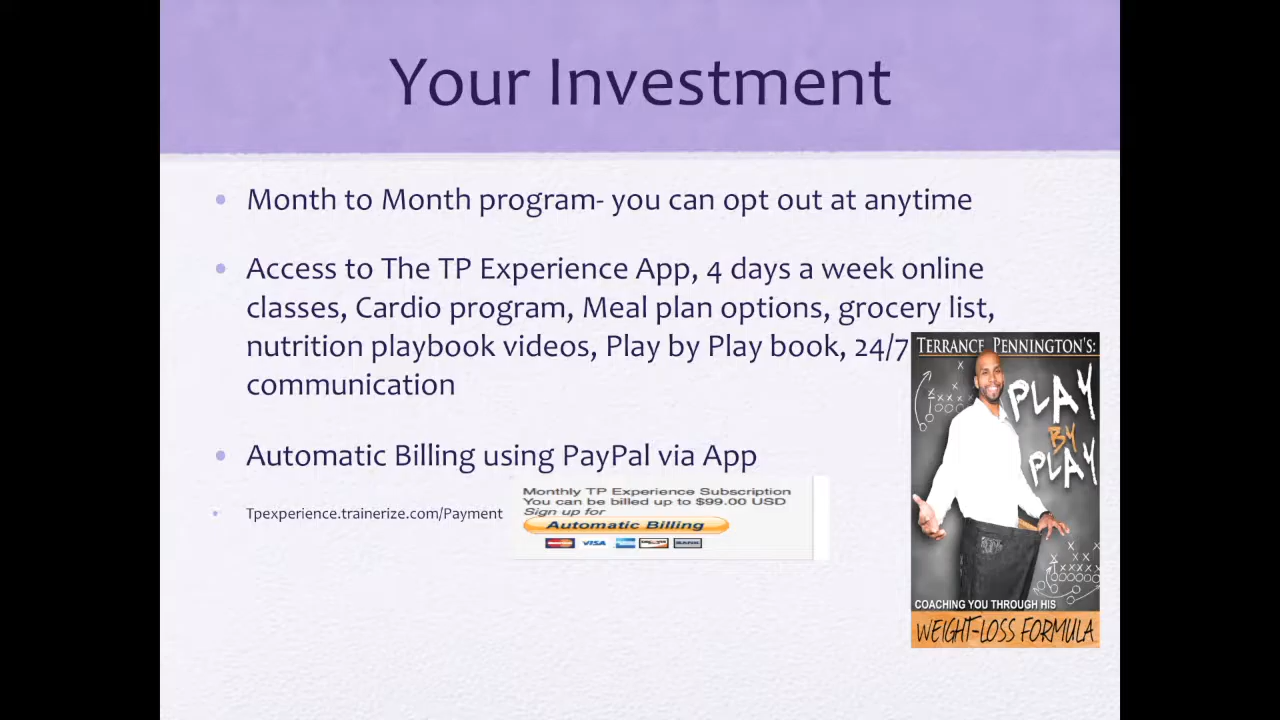 Your Investment
Month to Month program- you can opt out at anytime
Access to The TP Experience App, 4 days a week online
classes, Cardio program, Meal plan options, grocery list,
nutrition playbook videos, Play by Play book, 24/7
communication
Automatic Billing using PayPal via App
Tpexperience.trainerize.com/Payment
Monthly TP Experience Subscription
You can be billed up to $99.00 USD
Sign up for
Automatic Billing
VISA
BANK
TERRANCE PENNINGTON'S:
PLAY
BY
PLAY
COACHING YOU THROUGH HIS
WEIGHT-LOSS FORMULA